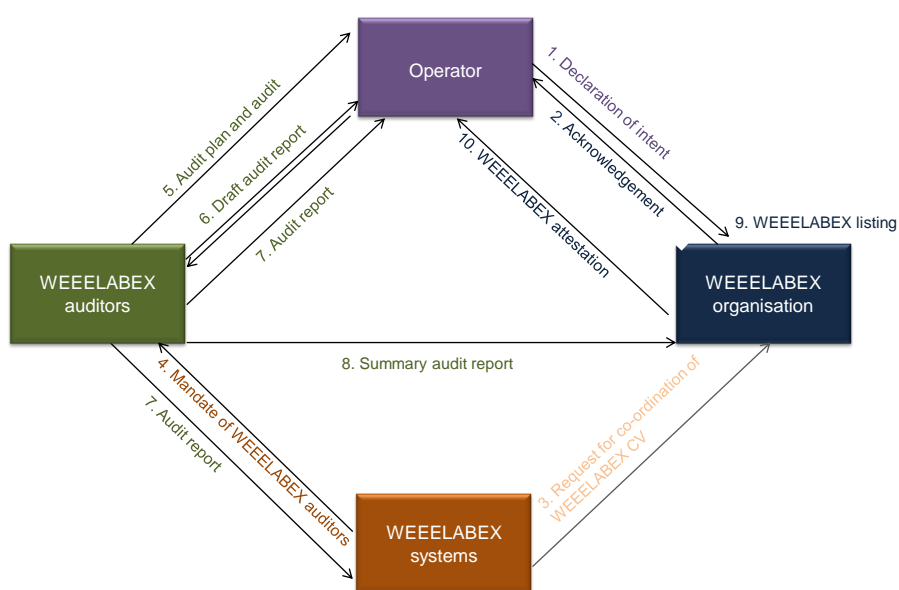 Operator
1. Declaration of intent
2. Acknowledgement
5. Audit plan and audit
6. Draft audit report
7. Audit report
10. WEEELABEX attestation
9. WEEELABEX listing
WEEELABEX
auditors
WEEELABEX
organisation
8. Summary audit report
4. Mandate of WEEELABEX auditors
7. Audit report
3. Request for co-ordination of
WEEELABEX CV
WEEELABEX
systems